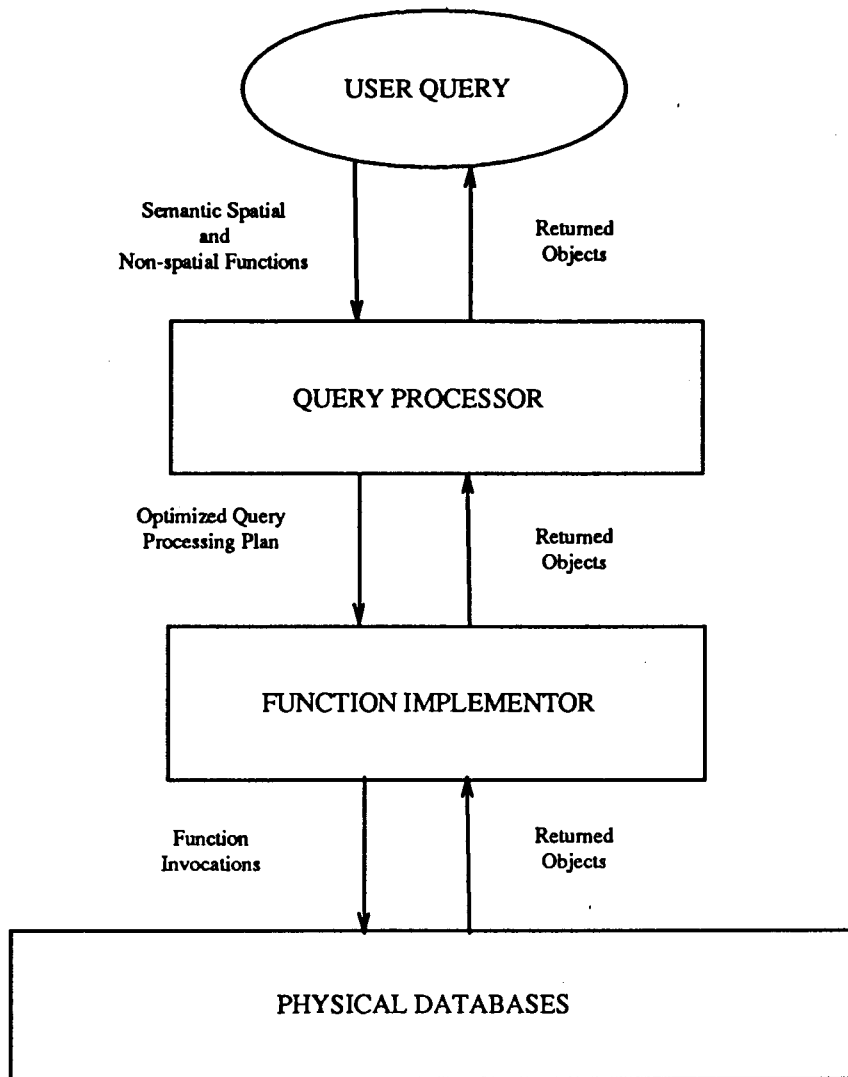 USER QUERY
Semantic Spatial
and
Non-spatial Functions
Returned
Objects
QUERY PROCESSOR
Optimized Query
Processing Plan
Returned
Objects
FUNCTION IMPLEMENTOR
Function
Invocations
Returned
Objects
PHYSICAL DATABASES